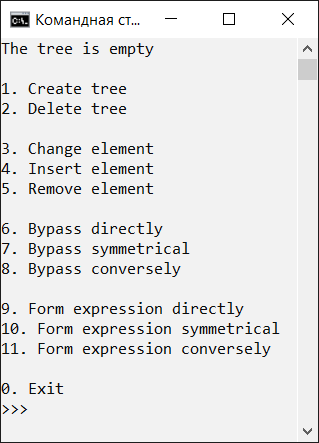 Командная ст...
The tree is empty
1. Create tree
2. Delete tree
3. Change element
4. Insert element
5. Remove element
6. Bypass directly
7. Bypass symmetrical
8. Bypass conversely
9. Form expression directly
10. Form expression symmetrical
11. Form expression conversely
0. Exit
>>>